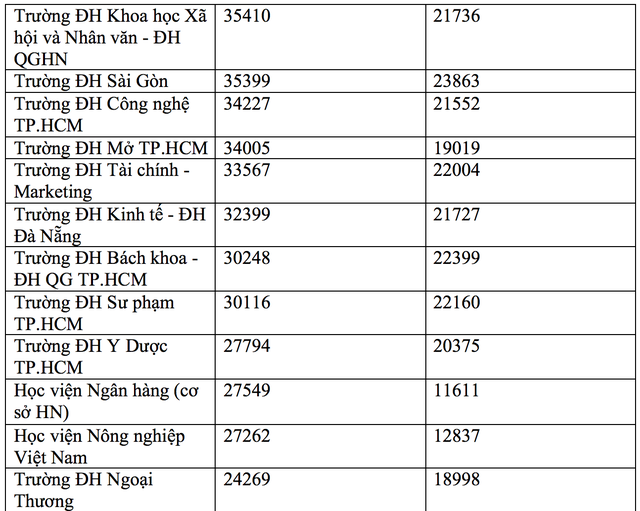 Trường ĐH Khoa học Xã 35410 21736
hội và Nhân văn - ĐH
QGHN
Trường ĐH Sài Gòn 35399 23863
Trường ĐH Công nghệ 34227 21552
TP.HCM
Trường ĐH Mở TP.HCM 34005 19019
Trường ĐH Tài chính - 33567 22004
Marketing
Trường ĐH Kinh tế - ĐH 32399 21727
Đà Nẵng
Trường ĐH Bách khoa - 30248 22399
ĐH QG TP.HCM
Trường ĐH Sư phạm 30116 22160
TP.HCM
Trường ĐH Y Dược 27794 20375
TP.HCM
Học viện Ngân hàng (cơ 27549 11611
sở HN)
Học viện Nông nghiệp 27262 12837
Việt Nam
Trường ĐH Ngoại 24269 18998
Thương